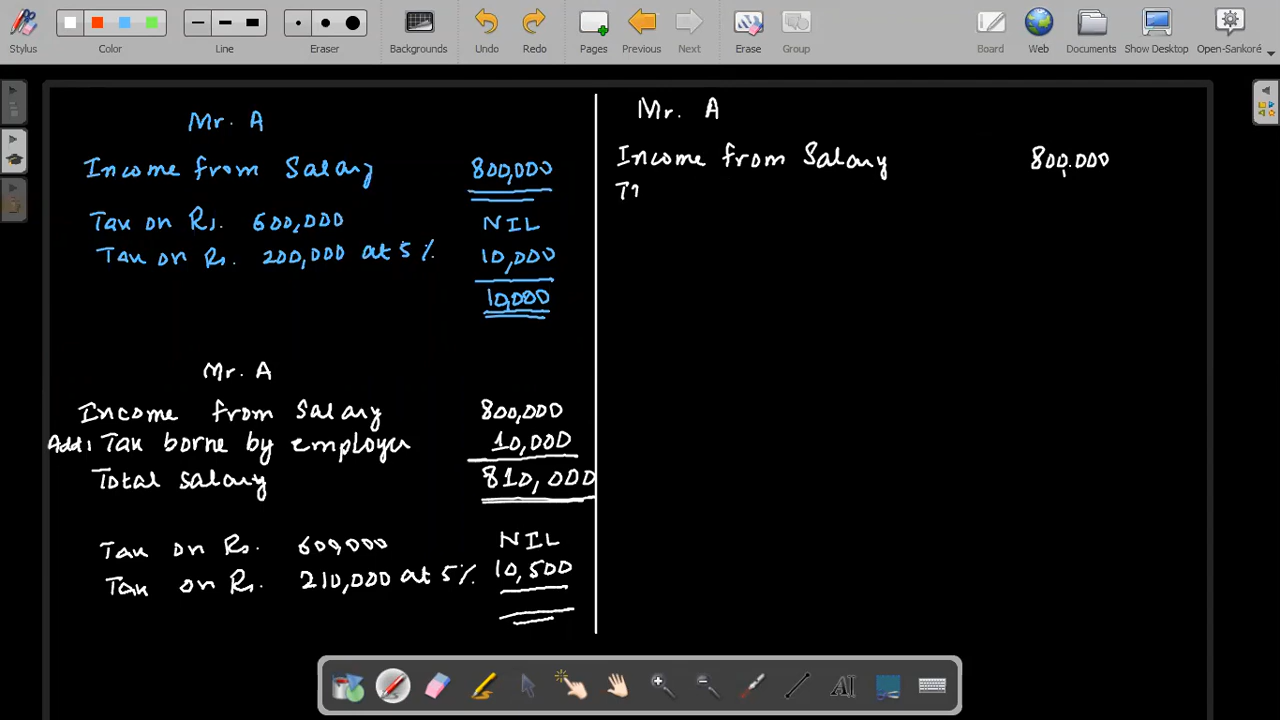 Stylus
Color
Line
Eraser
Backgrounds
Undo
Redo
Pages
Previous
Next
Erase
Group
Board
Web
Documents
Show Desktop
Open-Sankoré
Mr. A
Income from Salary 800,000
Tax on Rs. 600,000 NIL
Tax on Rs. 200,000 at 5% 10,000
10,000
Mr. A
Income from Salary 800,000
Add: Tax borne by employer 10,000
Total salary 810,000
Tax on Rs. 600,000 NIL
Tax on Rs. 210,000 at 5% 10,500
Mr. A
Income from Salary 800,000
AI